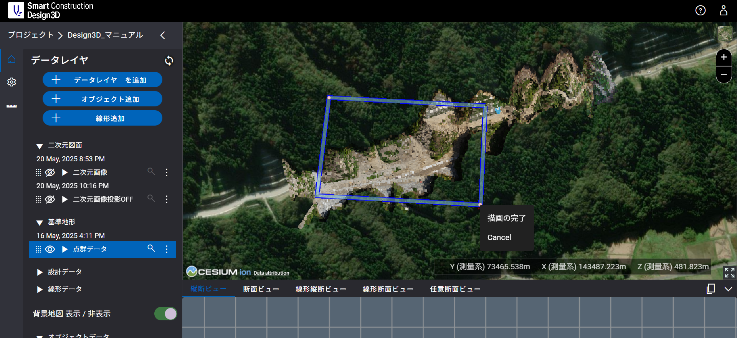 Smart Construction
Design3D
プロジェクト > Design3D_マニュアル
データレイヤ
データレイヤ を追加
オブジェクト追加
線形追加
二次元図面
20 May, 2025 8:53 PM
二次元画像
20 May, 2025 10:16 PM
二次元画像投影OFF
基準地形
16 May, 2025 4:11 PM
点群データ
設計データ
線形データ
背景地図 表示 / 非表示
オブジェクトデータ
描画の完了
Cancel
CESIUM ion Data attribution
Y (測量系) 73465.538m X (測量系) 143487.223m Z (測量系) 481.823m
縦断ビュー 断面ビュー 線形縦断ビュー 線形断面ビュー 任意断面ビュー